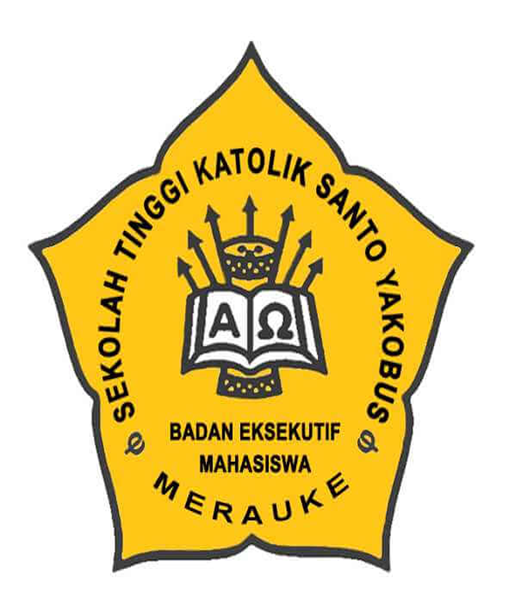 SEKOLAH TINGGI KATOLIK SANTO YAKOBUS
Α Ω
BADAN EKSEKUTIF
MAHASISWA
MERAUKE